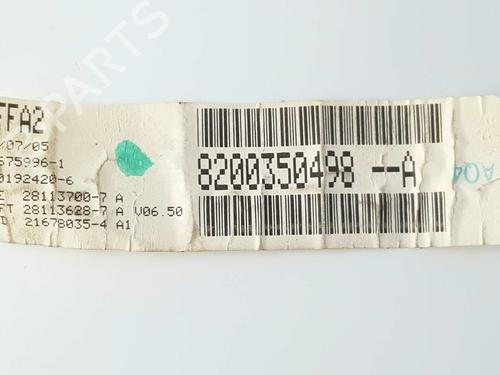 FFA2
/07/05
675996-1
0192420-6
28113700-7 A
FT 28113628-7 A V06.50
D 21678035-4 A1
8200350498 --A
AQ4
PARTS